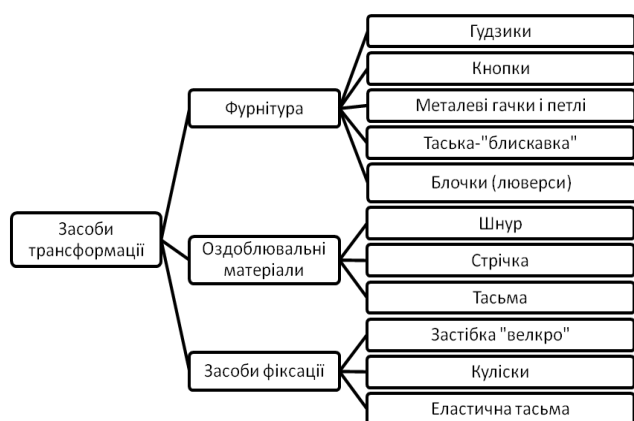 Засоби
трансформації
Фурнітура
Гудзики
Кнопки
Металеві гачки і петлі
Таська-"блискавка"
Блочки (люверси)
Оздоблювальні
матеріали
Шнур
Стрічка
Тасьма
Засоби фіксації
Застібка "велкро"
Куліски
Еластична тасьма